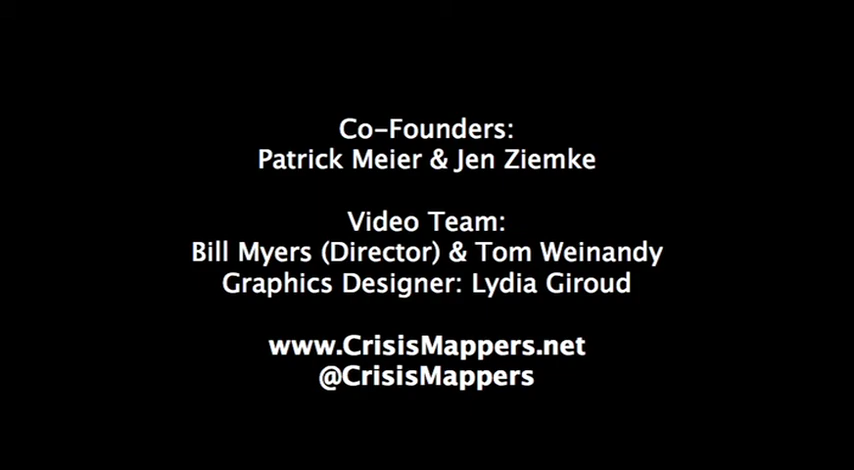 Co-Founders:
Patrick Meier & Jen Ziemke
Video Team:
Bill Myers (Director) & Tom Weinandy
Graphics Designer: Lydia Giroud
www.CrisisMappers.net
@CrisisMappers